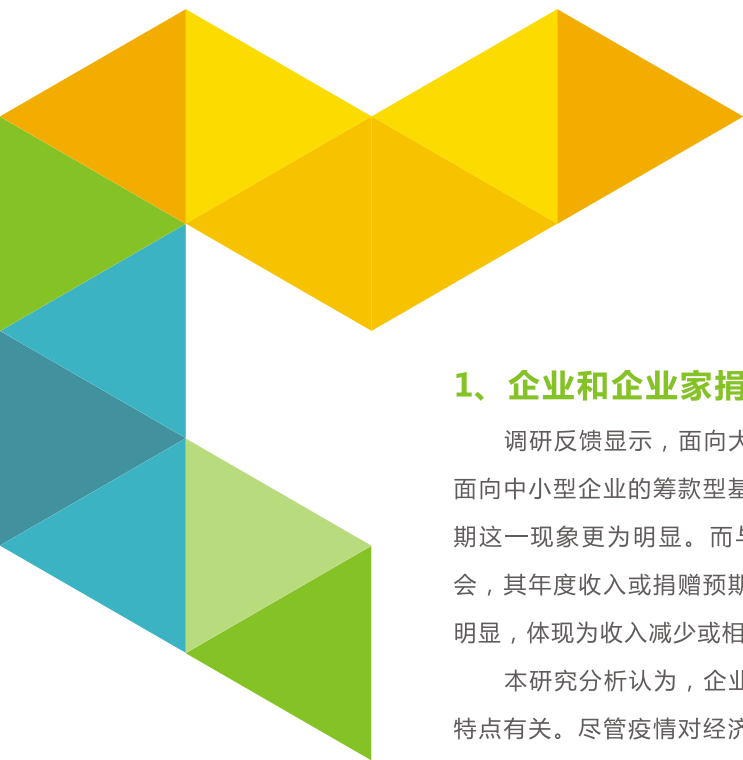 1、企业和企业家捐
调研反馈显示，面向大
面向中小型企业的筹款型基
期这一现象更为明显。而与
会，其年度收入或捐赠预期
明显，体现为收入减少或相
本研究分析认为，企业
特点有关。尽管疫情对经济